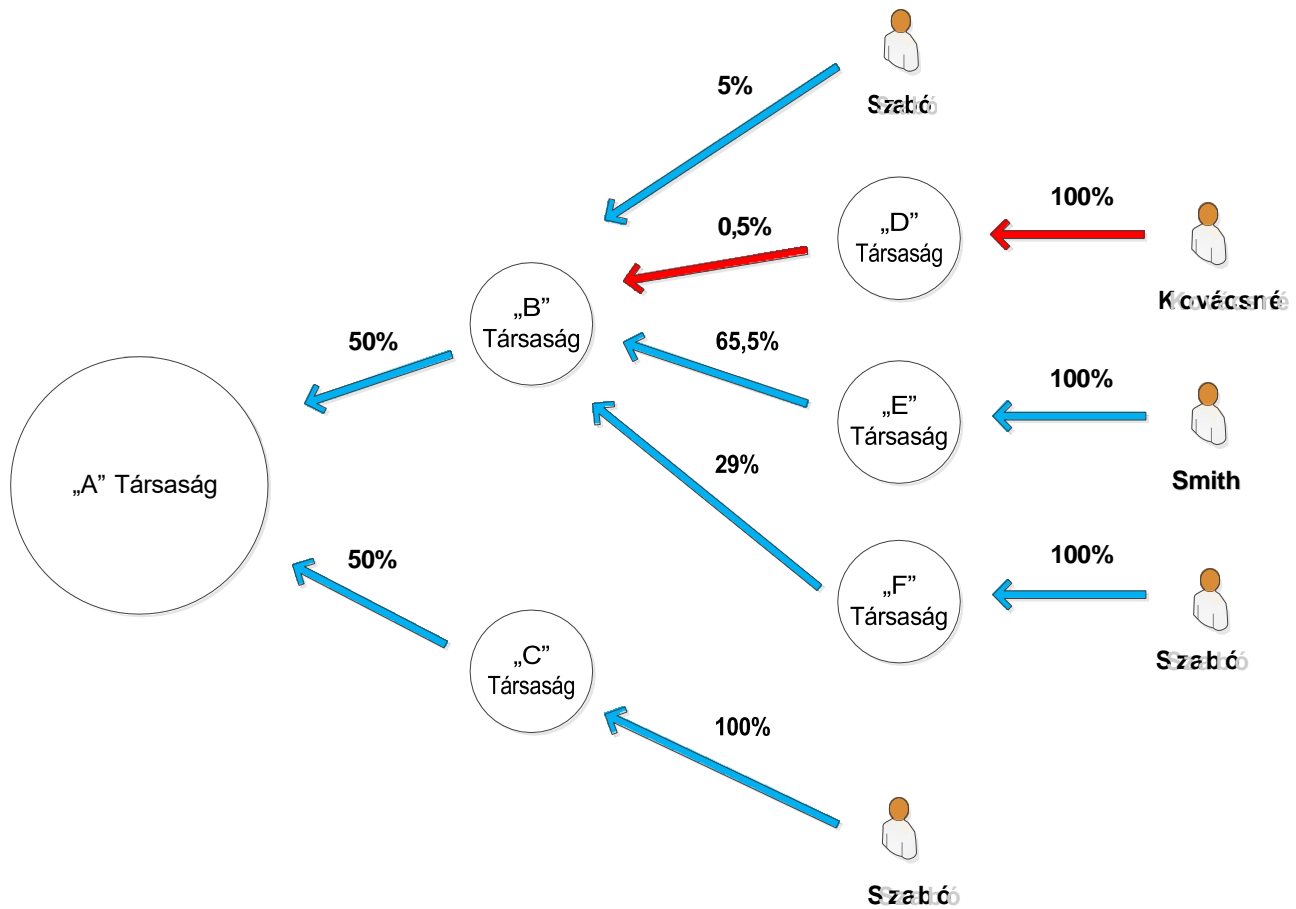 5%
Szabó
100%
0,5%
„D”
Társaság
Kovácsné
„B”
Társaság
50%
65,5%
100%
„E”
Társaság
Smith
„A” Társaság
29%
50%
100%
„F”
Társaság
Szabó
„C”
Társaság
100%
Szabó